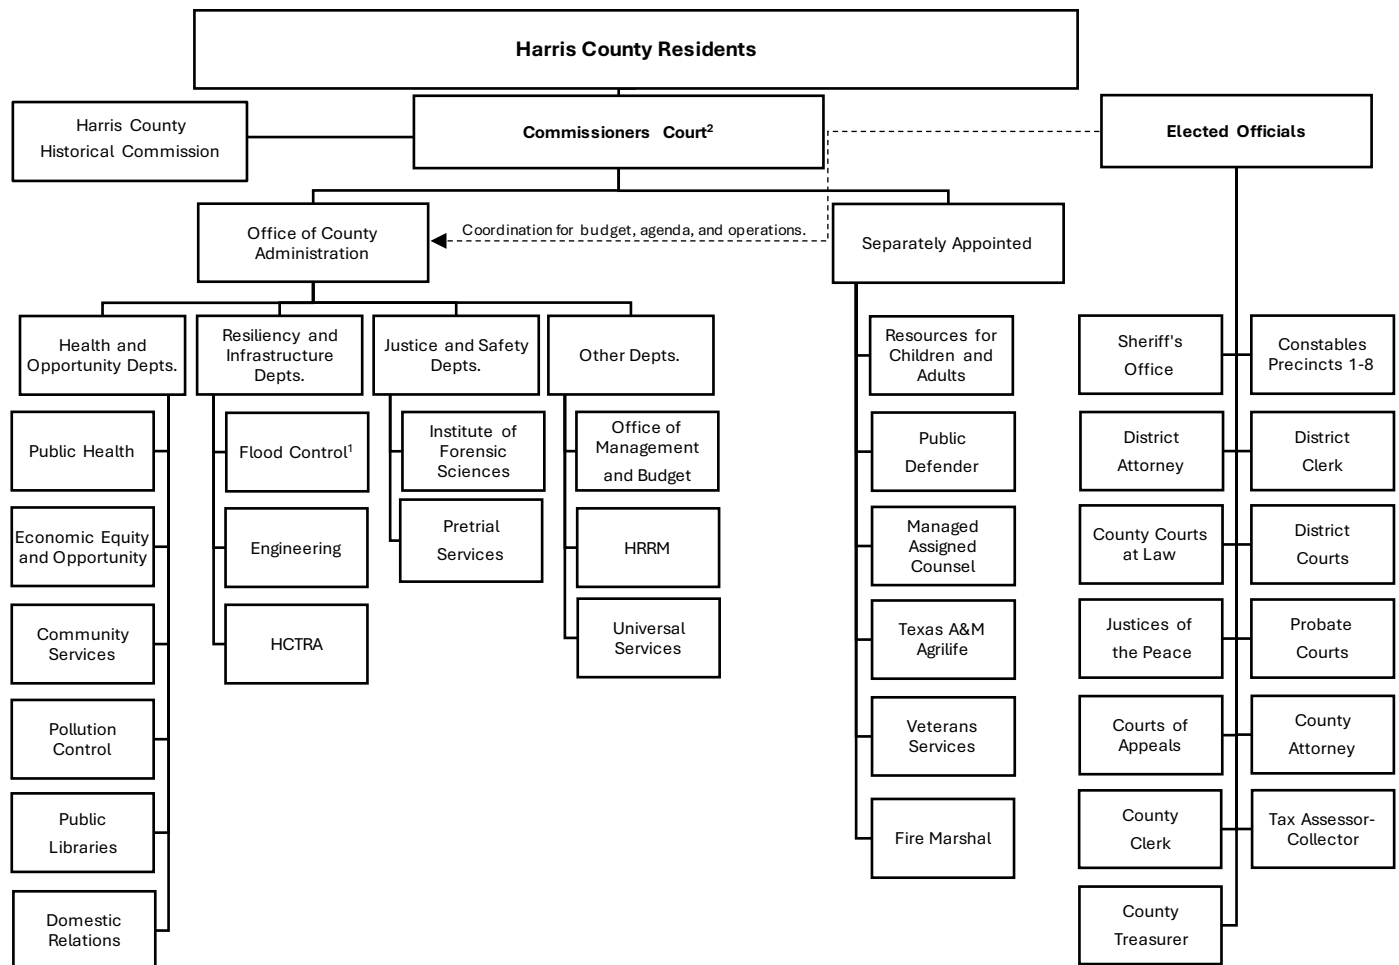 Harris County Residents
Harris County
Historical Commission
Commissioners Court²
Elected Officials
Office of County
Administration
Coordination for budget, agenda, and operations.
Separately Appointed
Health and
Opportunity Depts.
Resiliency and
Infrastructure
Depts.
Justice and Safety
Depts.
Other Depts.
Public Health
Economic Equity
and Opportunity
Community
Services
Pollution
Control
Public
Libraries
Domestic
Relations
Flood Control¹
Engineering
HCTRA
Institute of
Forensic
Sciences
Pretrial
Services
Office of
Management
and Budget
HRRM
Universal
Services
Resources for
Children and
Adults
Public
Defender
Managed
Assigned
Counsel
Texas A&M
Agrilife
Veterans
Services
Fire Marshal
Sheriff's
Office
Constables
Precincts 1-8
District
Attorney
District
Clerk
County Courts
at Law
District
Courts
Justices of
the Peace
Probate
Courts
Courts of
Appeals
County
Attorney
County
Clerk
Tax Assessor-
Collector
County
Treasurer